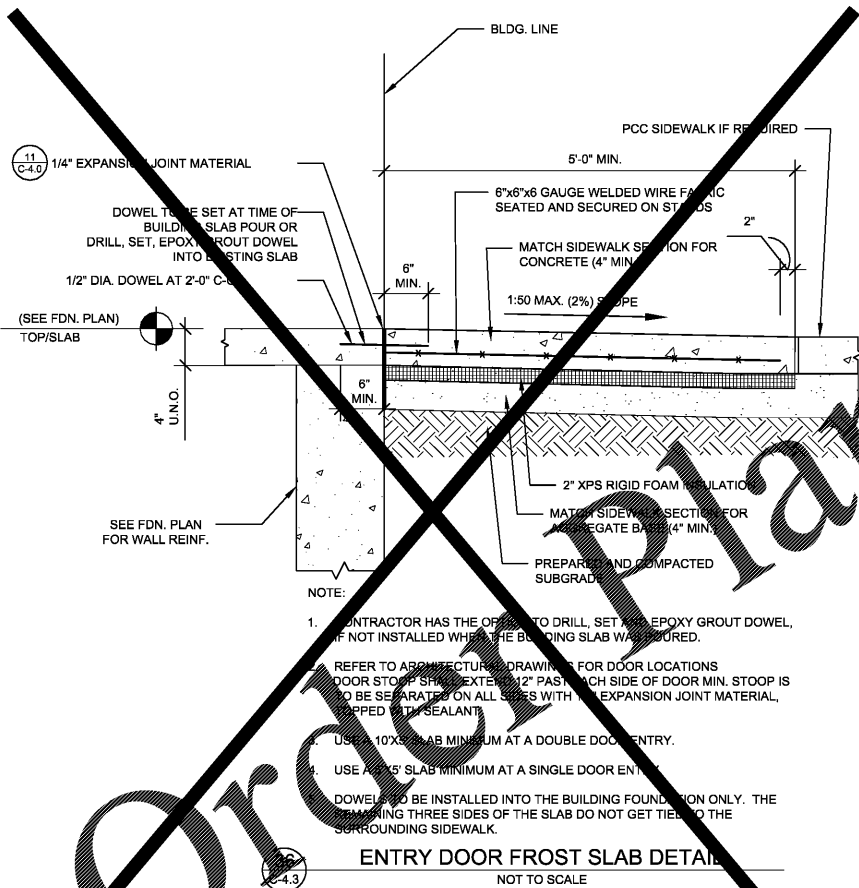 BLDG. LINE
PCC SIDEWALK IF REQUIRED
11
C-4.0
1/4" EXPANSION JOINT MATERIAL
5'-0" MIN.
6"x6"x6 GAUGE WELDED WIRE FABRIC
SEATED AND SECURED ON STANDS
DOWEL TO BE SET AT TIME OF
BUILDING SLAB POUR OR
DRILL, SET, EPOXY GROUT DOWEL
INTO EXISTING SLAB
2"
MATCH SIDEWALK SECTION FOR
CONCRETE (4" MIN.
6"
MIN.
1/2" DIA. DOWEL AT 2'-0" C-
1:50 MAX. (2%) SLOPE
(SEE FDN. PLAN)
TOP/SLAB
6"
MIN.
4"
U.N.O.
2" XPS RIGID FOAM INSULATION
MATCH SIDEWALK SECTION FOR
AGGREGATE BASE (4" MIN.)
SEE FDN. PLAN
FOR WALL REINF.
PREPARED AND COMPACTED
SUBGRADE
NOTE:
1. CONTRACTOR HAS THE OPTION TO DRILL, SET AND EPOXY GROUT DOWEL,
IF NOT INSTALLED WHEN THE BUILDING SLAB WAS POURED.
2. REFER TO ARCHITECTURAL DRAWINGS FOR DOOR LOCATIONS
DOOR STOOP SHALL EXTEND 12" PAST EACH SIDE OF DOOR MIN. STOOP IS
TO BE SEPARATED ON ALL SIDES WITH EXPANSION JOINT MATERIAL,
TOPPED WITH SEALANT
3. USE A 10'X5' SLAB MINIMUM AT A DOUBLE DOOR ENTRY.
4. USE A X5' SLAB MINIMUM AT A SINGLE DOOR ENTRY.
5. DOWELS TO BE INSTALLED INTO THE BUILDING FOUNDATION ONLY. THE
REMAINING THREE SIDES OF THE SLAB DO NOT GET TIED TO THE
SURROUNDING SIDEWALK.
36
C-4.3
ENTRY DOOR FROST SLAB DETAIL
NOT TO SCALE
Order Plan